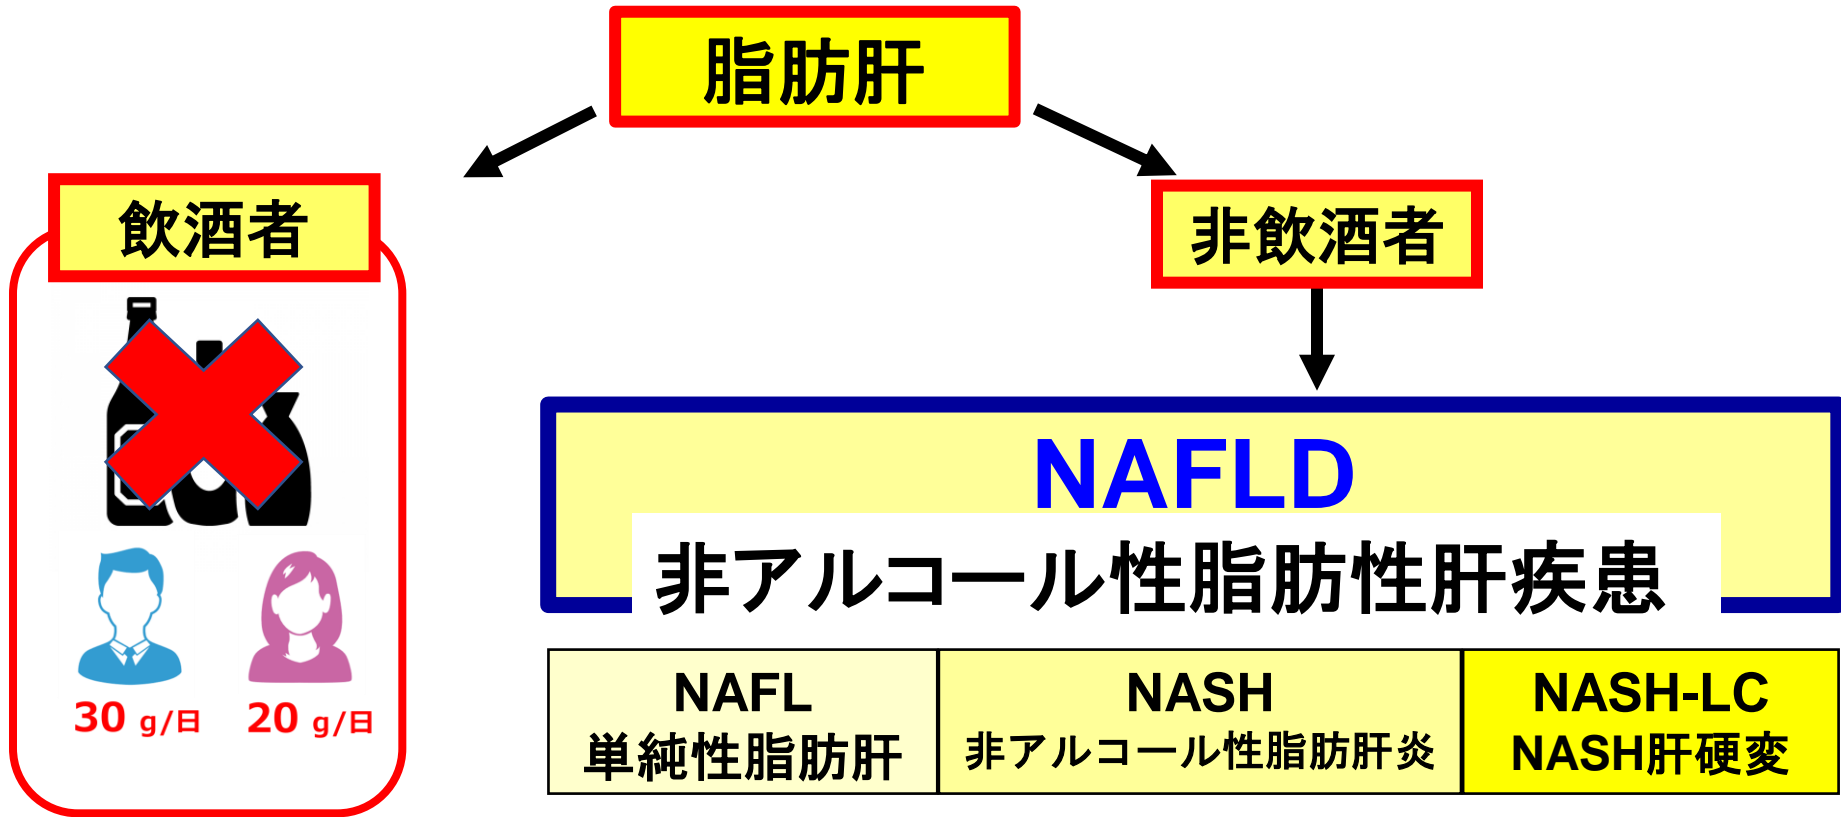 脂肪肝
飲酒者
非飲酒者
30 g/日
20 g/日
NAFLD
非アルコール性脂肪性肝疾患
NAFL
単純性脂肪肝
NASH
非アルコール性脂肪肝炎
NASH-LC
NASH肝硬変